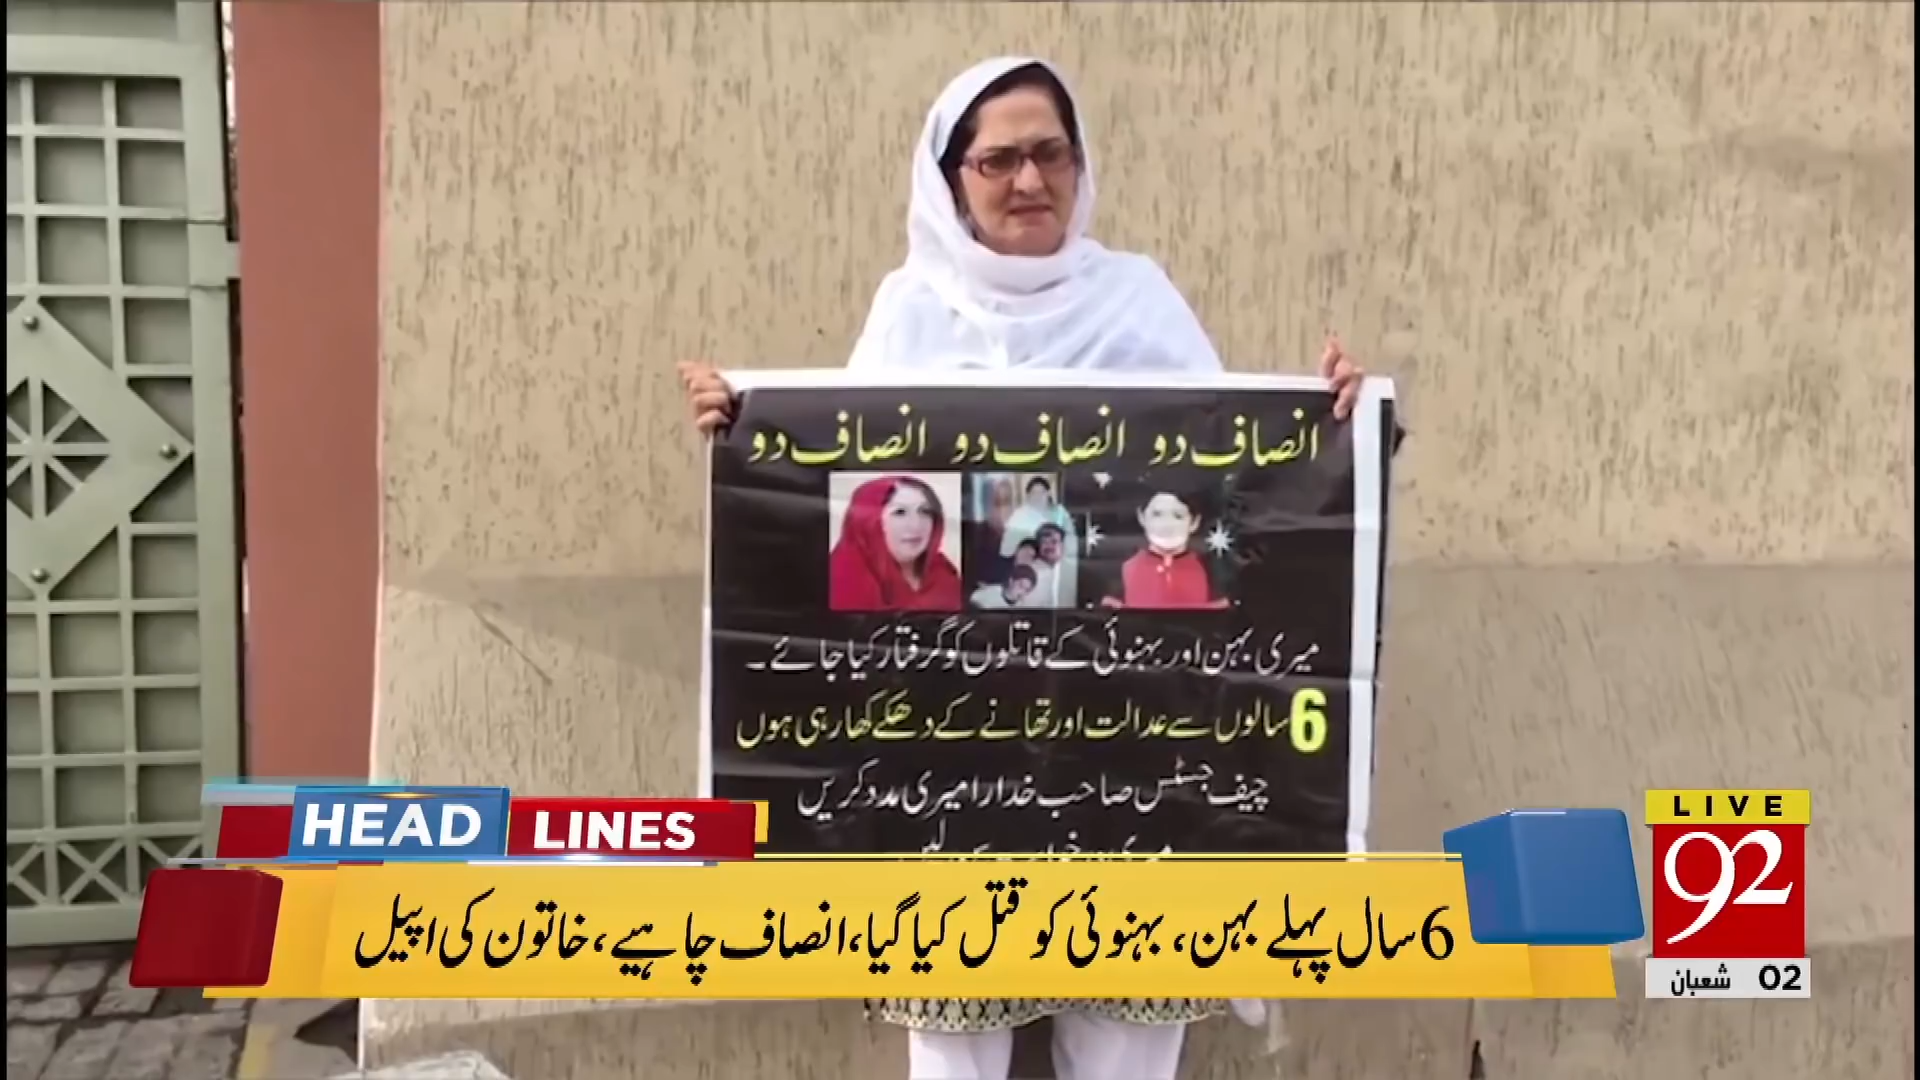 انصاف دو انصاف دو انصاف دو
میری بہن اور بہنوئی کے قاتلوں کو گرفتار کیا جائے۔
6 سالوں سے عدالت اور تھانے کے دھکے کھا رہی ہوں
چیف جسٹس صاحب خدارا میری مدد کریں
HEAD LINES
6 سال پہلے بہن، بہنوئی کو قتل کیا گیا، انصاف چاہیے، خاتون کی اپیل
LIVE
92
02 شعبان